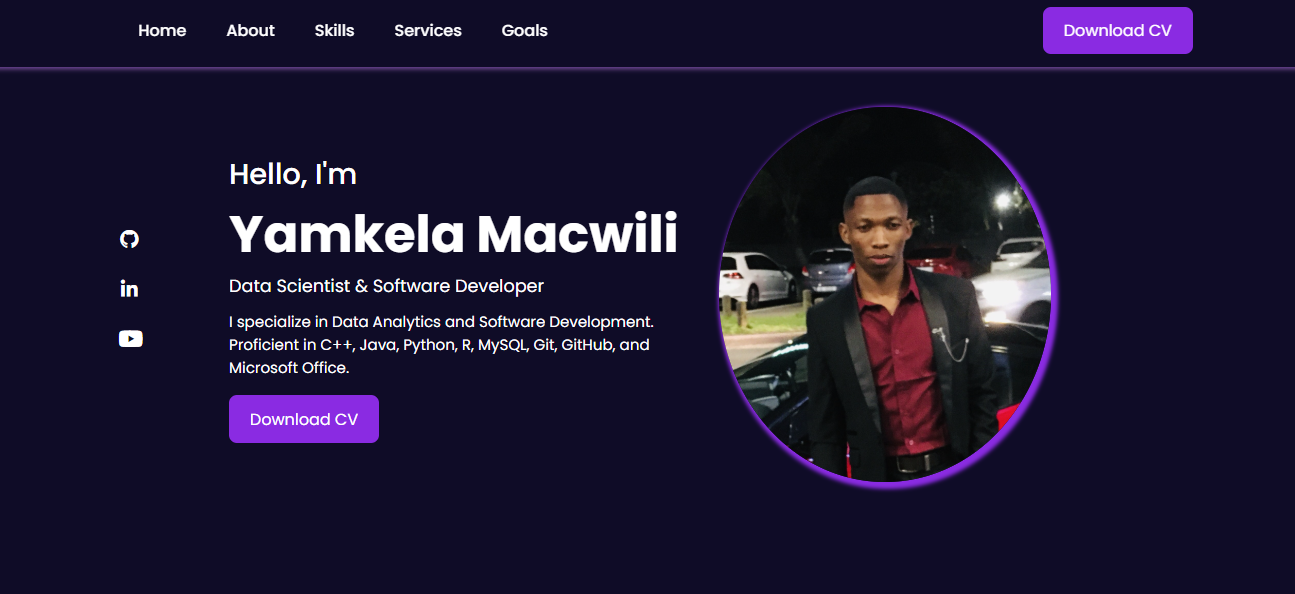 Home About Skills Services Goals Download CV
Hello, I'm
Yamkela Macwili
Data Scientist & Software Developer
I specialize in Data Analytics and Software Development.
Proficient in C++, Java, Python, R, MySQL, Git, GitHub, and
Microsoft Office.
Download CV
in